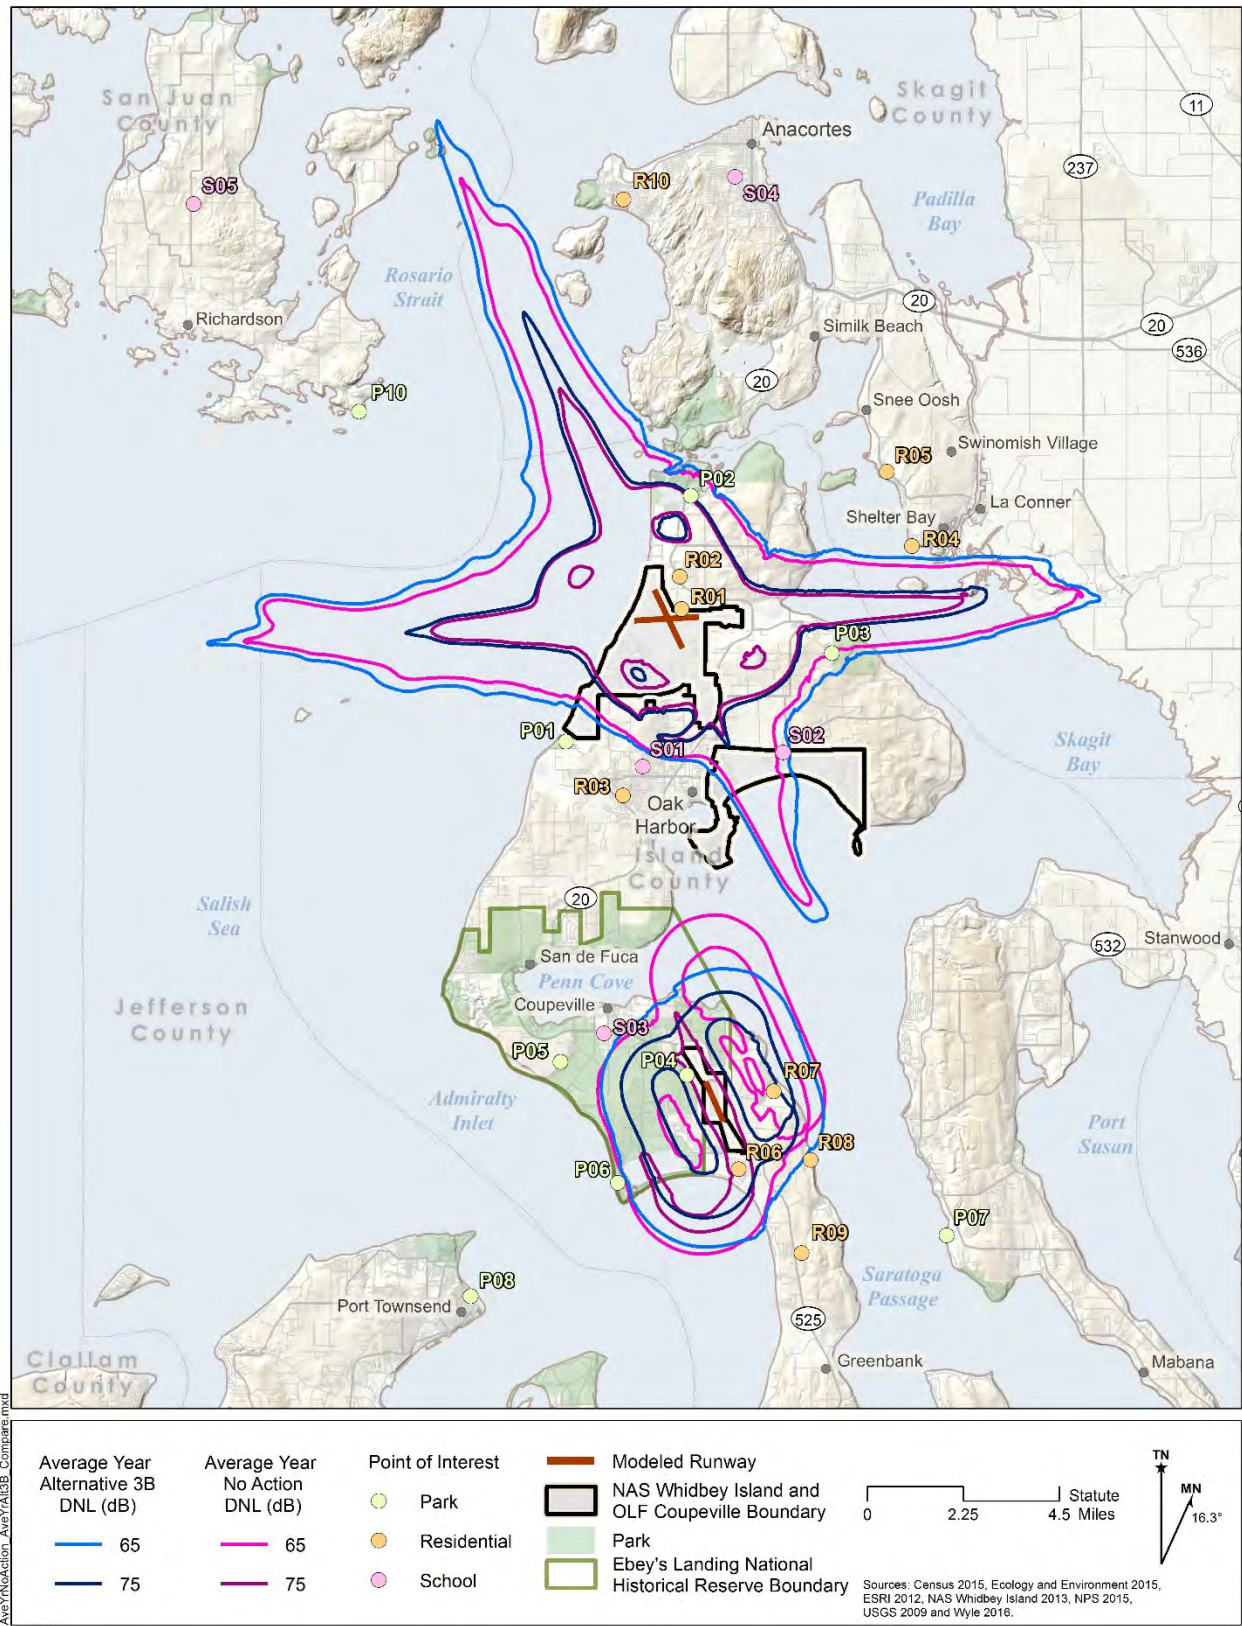 San Juan
County
Skagit
County
11
Anacortes
237
S05
R10
S04
Padilla
Bay
Rosario
Strait
20
Richardson
Similk Beach
20
536
20
P10
Snee Oosh
Swinomish Village
R05
P02
La Conner
Shelter Bay
R04
R02
R01
P03
P01
S01
S02
Skagit
Bay
R03
Oak
Harbor
Island
County
20
Salish
Sea
532
Stanwood
San de Fuca
Penn Cove
Jefferson
County
Coupeville
S03
P05
P04
R07
Admiralty
Inlet
Port
Susan
R06
R08
P06
P07
R09
Saratoga
Passage
P08
Port Townsend
525
Clallam
County
Greenbank
Mabana
AveYrNoAction_AveYrAlt3B_Compare.mxd
Average Year
Alternative 3B
DNL (dB)
65
75
Average Year
No Action
DNL (dB)
65
75
Point of Interest
Park
Residential
School
Modeled Runway
NAS Whidbey Island and
OLF Coupeville Boundary
Park
Ebey's Landing National
Historical Reserve Boundary
Statute
0 2.25 4.5 Miles
TN
MN
16.3°
Sources: Census 2015, Ecology and Environment 2015,
ESRI 2012, NAS Whidbey Island 2013, NPS 2015,
USGS 2009 and Wyle 2016.